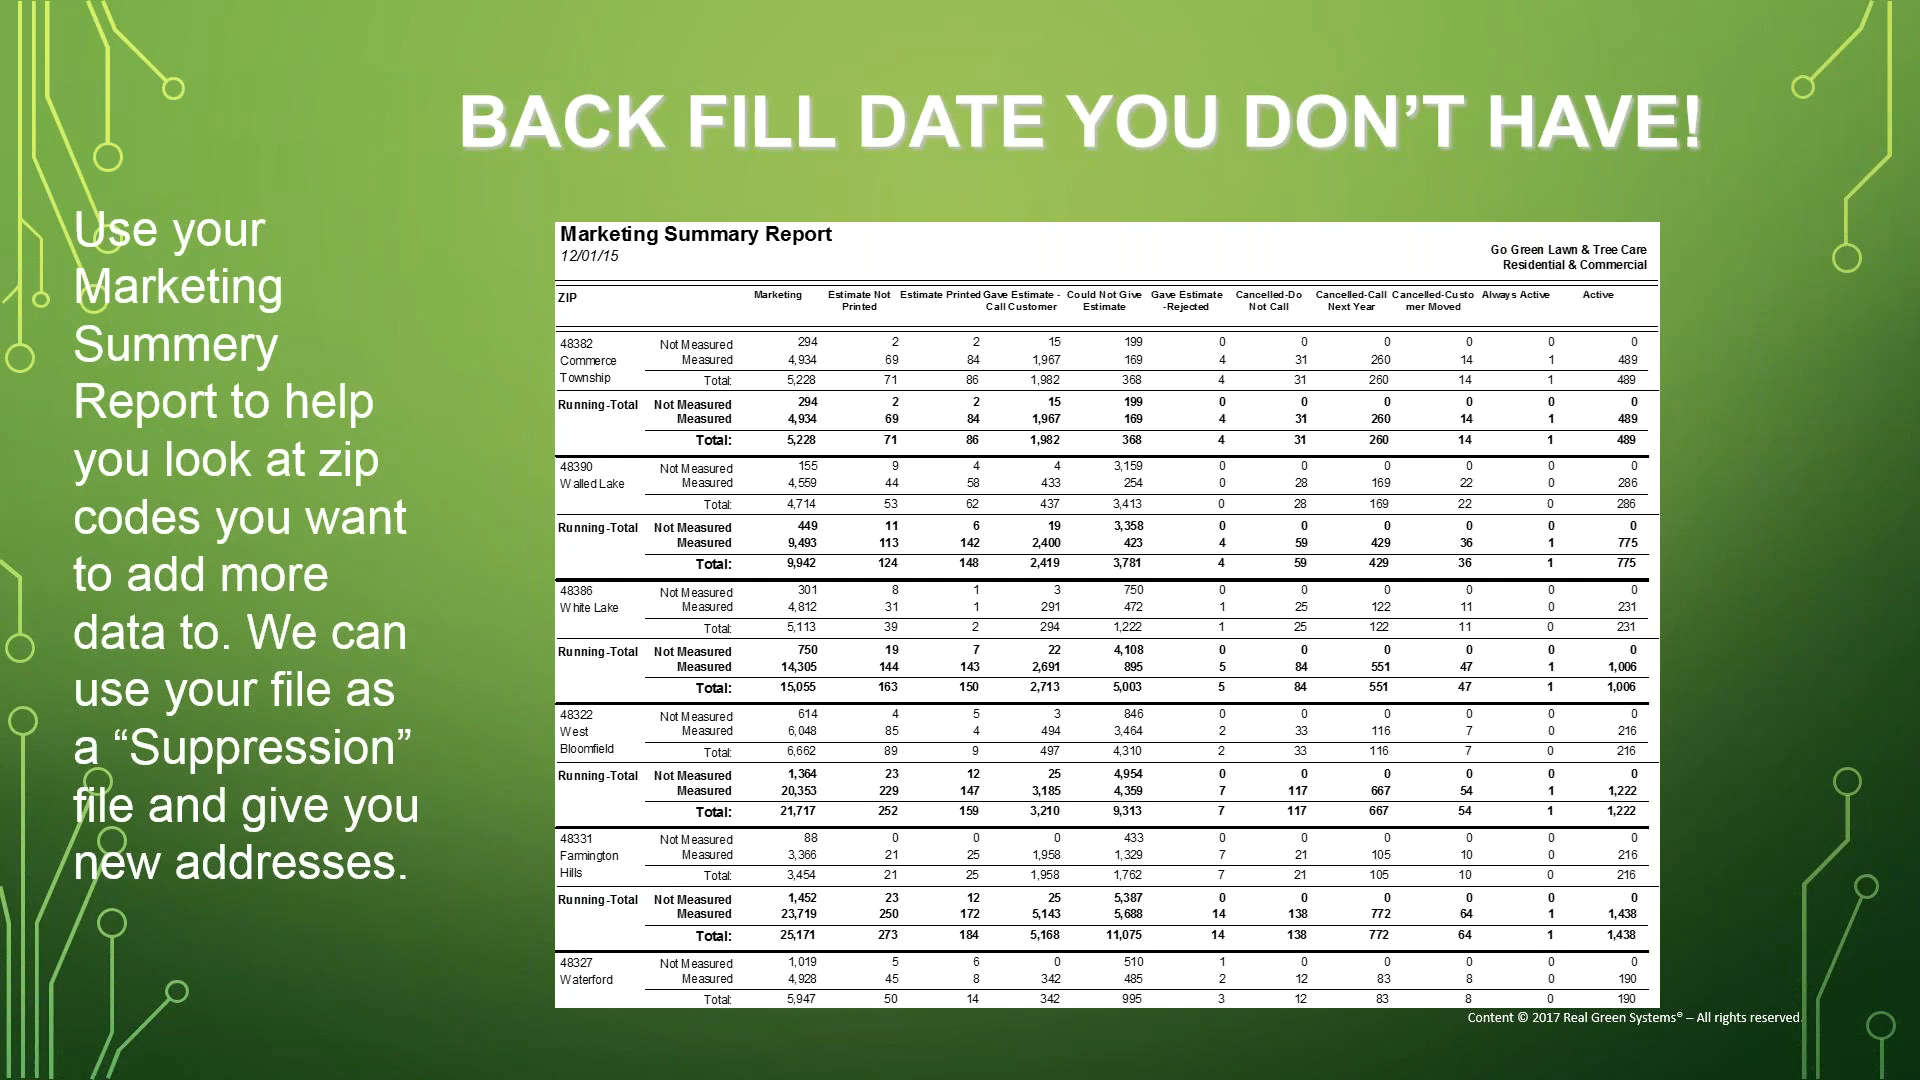 BACK FILL DATE YOU DON’T HAVE!
Use your
Marketing
Summery
Report to help
you look at zip
codes you want
to add more
data to. We can
use your file as
a “Suppression”
file and give you
new addresses.
Marketing Summary Report
12/01/15
Go Green Lawn & Tree Care
Residential & Commercial
ZIP Marketing Estimate Not Printed Estimate Printed Gave Estimate - Call Customer Could Not Give Estimate Gave Estimate -Rejected Cancelled-Do Not Call Cancelled-Call Next Year Cancelled-Customer Moved Always Active Active
48382 Not Measured 294 2 2 15 199 0 0 0 0 0 0
Commerce Measured 4,934 69 84 1,967 169 4 31 260 14 1 489
Township Total: 5,228 71 86 1,982 368 4 31 260 14 1 489
Running-Total Not Measured 294 2 2 15 199 0 0 0 0 0 0
Measured 4,934 69 84 1,967 169 4 31 260 14 1 489
Total: 5,228 71 86 1,982 368 4 31 260 14 1 489
48390 Not Measured 155 9 4 4 3,159 0 0 0 0 0 0
Walled Lake Measured 4,559 44 58 433 254 0 28 169 22 0 286
Total: 4,714 53 62 437 3,413 0 28 169 22 0 286
Running-Total Not Measured 449 11 6 19 3,358 0 0 0 0 0 0
Measured 9,493 113 142 2,400 423 4 59 429 36 1 775
Total: 9,942 124 148 2,419 3,781 4 59 429 36 1 775
48386 Not Measured 301 8 1 3 750 0 0 0 0 0 0
White Lake Measured 4,812 31 1 291 472 1 25 122 11 0 231
Total: 5,113 39 2 294 1,222 1 25 122 11 0 231
Running-Total Not Measured 750 19 7 22 4,108 0 0 0 0 0 0
Measured 14,305 144 143 2,691 895 5 84 551 47 1 1,006
Total: 15,055 163 150 2,713 5,003 5 84 551 47 1 1,006
48322 Not Measured 614 4 5 3 846 0 0 0 0 0 0
West Measured 6,048 85 4 494 3,464 2 33 116 7 0 216
Bloomfield Total: 6,662 89 9 497 4,310 2 33 116 7 0 216
Running-Total Not Measured 1,364 23 12 25 4,954 0 0 0 0 0 0
Measured 20,353 229 147 3,185 4,359 7 117 667 54 1 1,222
Total: 21,717 252 159 3,210 9,313 7 117 667 54 1 1,222
48331 Not Measured 88 0 0 0 433 0 0 0 0 0 0
Farmington Measured 3,366 21 25 1,958 1,329 7 21 105 10 0 216
Hills Total: 3,454 21 25 1,958 1,762 7 21 105 10 0 216
Running-Total Not Measured 1,452 23 12 25 5,387 0 0 0 0 0 0
Measured 23,719 250 172 5,143 5,688 14 138 772 64 1 1,438
Total: 25,171 273 184 5,168 11,075 14 138 772 64 1 1,438
48327 Not Measured 1,019 5 6 0 510 1 0 0 0 0 0
Waterford Measured 4,928 45 8 342 485 2 12 83 8 0 190
Total: 5,947 50 14 342 995 3 12 83 8 0 190
Content © 2017 Real Green Systems® – All rights reserved.